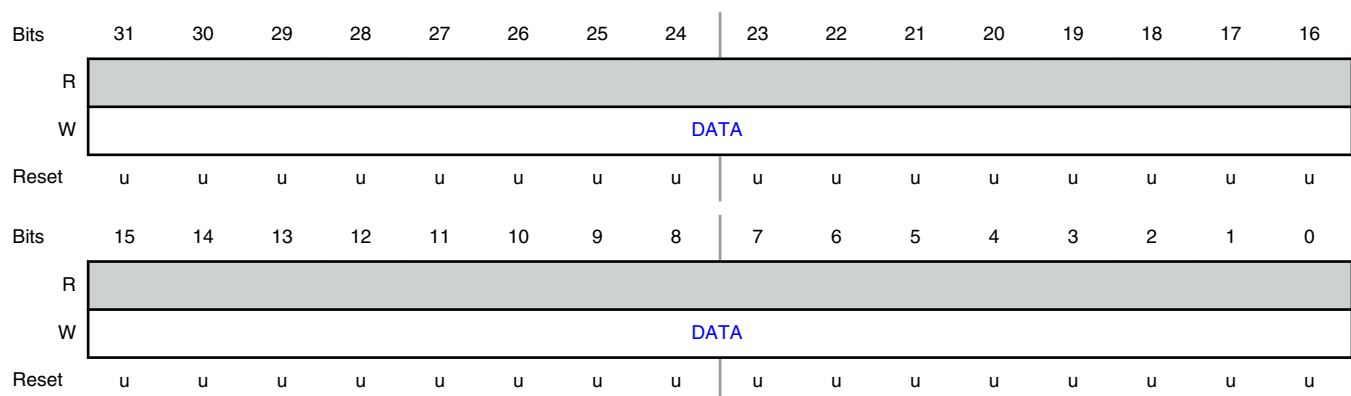 Bits 31 30 29 28 27 26 25 24 23 22 21 20 19 18 17 16
R
W DATA
Reset u u u u u u u u u u u u u u u u
Bits 15 14 13 12 11 10 9 8 7 6 5 4 3 2 1 0
R
W DATA
Reset u u u u u u u u u u u u u u u u